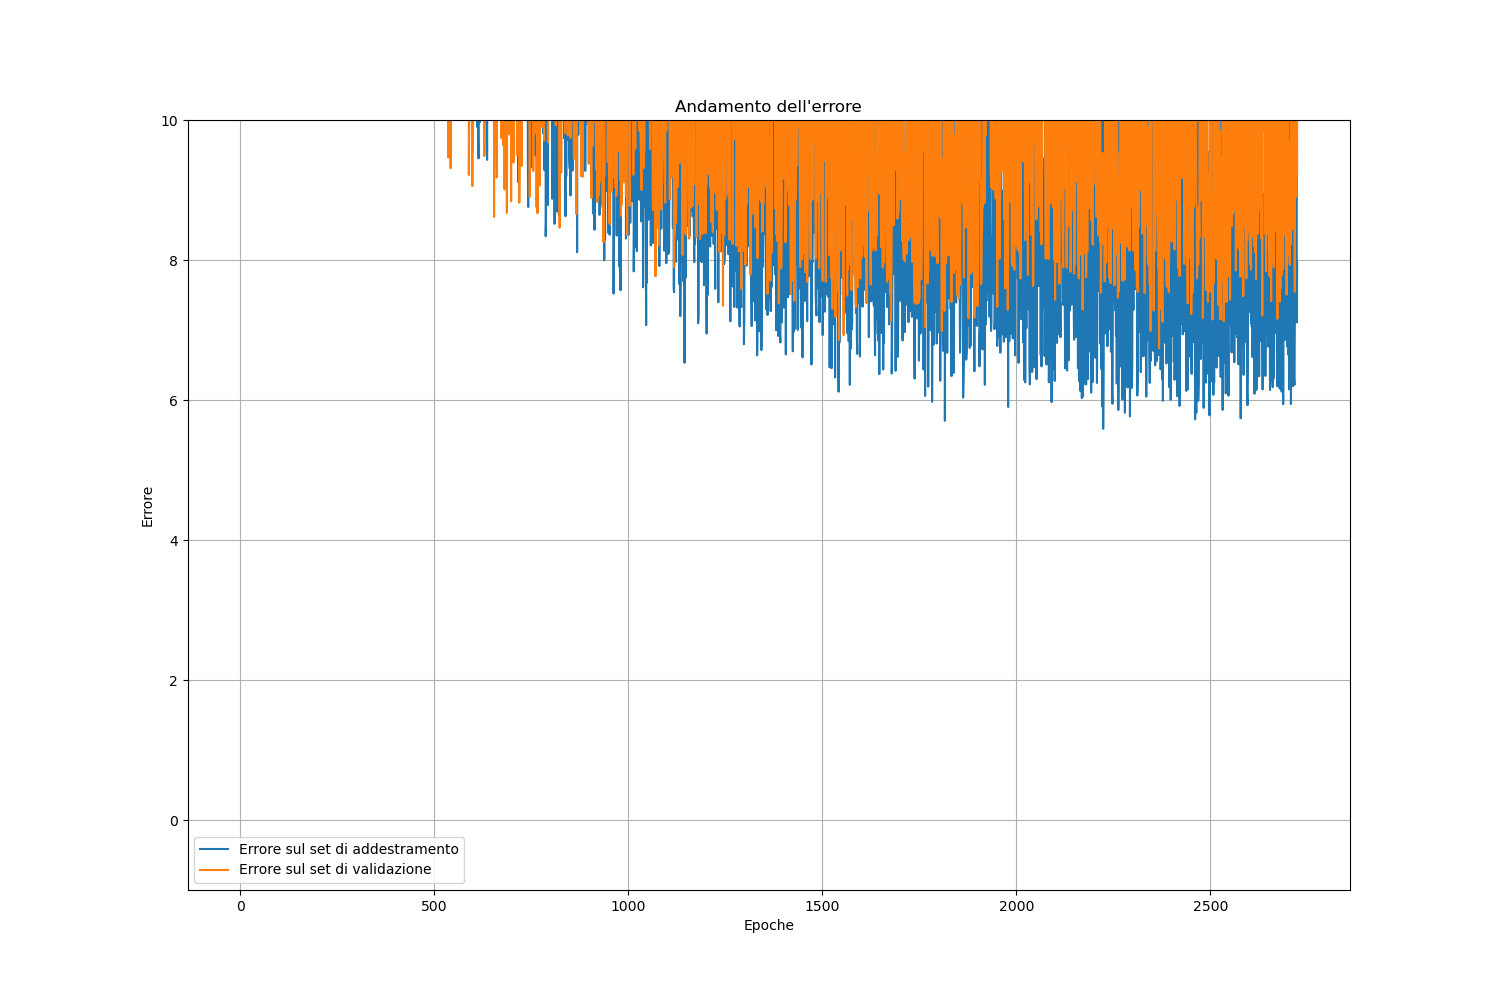 Andamento dell'errore
10
8
6
4
2
0
Errore
Errore sul set di addestramento
Errore sul set di validazione
0 500 1000 1500 2000 2500
Epoche